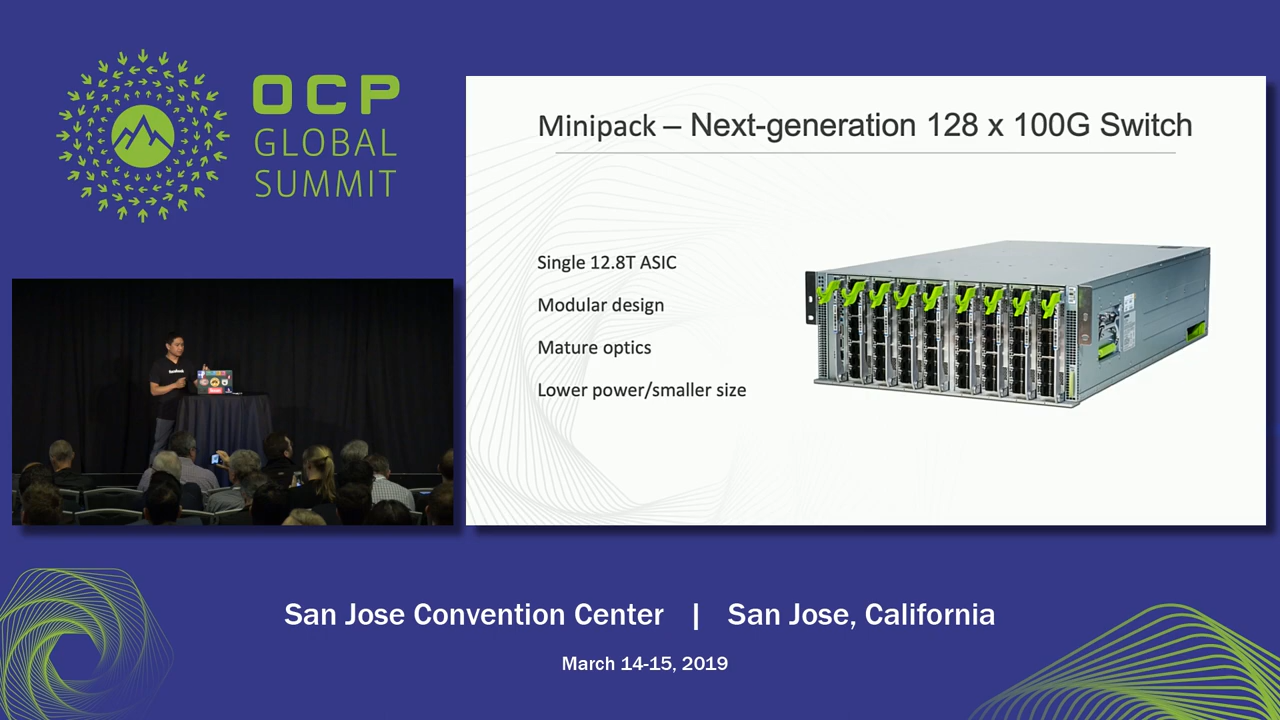 OCP
GLOBAL
SUMMIT
Minipack – Next-generation 128 x 100G Switch
Single 12.8T ASIC
Modular design
Mature optics
Lower power/smaller size
San Jose Convention Center | San Jose, California
March 14-15, 2019